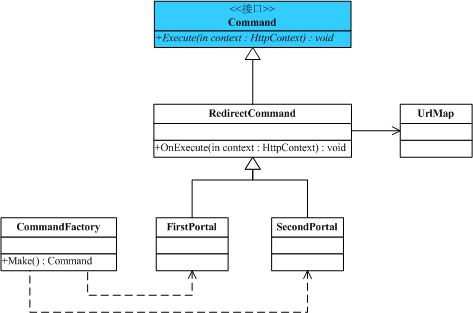 <<接口>>
Command
+Execute(in context : HttpContext) : void
RedirectCommand
+OnExecute(in context : HttpContext) : void
UrlMap
CommandFactory
+Make() : Command
FirstPortal
SecondPortal